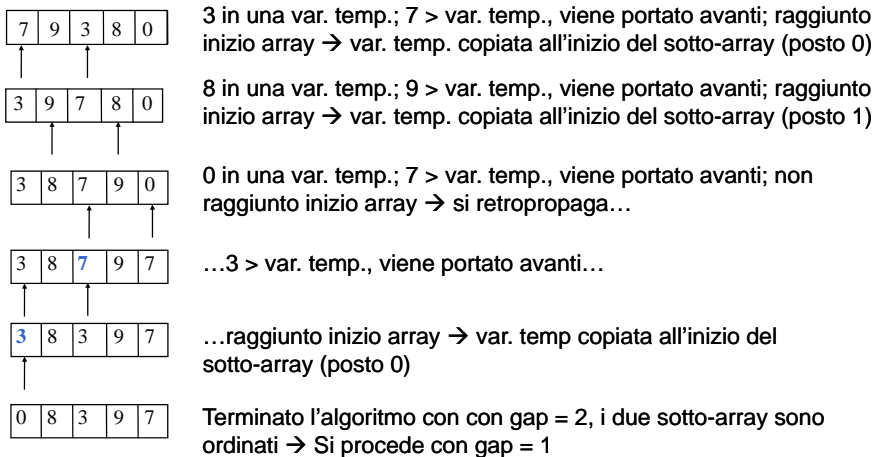 7 9 3 8 0
3 in una var. temp.; 7 > var. temp., viene portato avanti; raggiunto
inizio array → var. temp. copiata all'inizio del sotto-array (posto 0)
3 9 7 8 0
8 in una var. temp.; 9 > var. temp., viene portato avanti; raggiunto
inizio array → var. temp. copiata all'inizio del sotto-array (posto 1)
3 8 7 9 0
0 in una var. temp.; 7 > var. temp., viene portato avanti; non
raggiunto inizio array → si retropropaga…
3 8 7 9 7
…3 > var. temp., viene portato avanti…
3 8 3 9 7
…raggiunto inizio array → var. temp copiata all'inizio del
sotto-array (posto 0)
0 8 3 9 7
Terminato l'algoritmo con con gap = 2, i due sotto-array sono
ordinati → Si procede con gap = 1